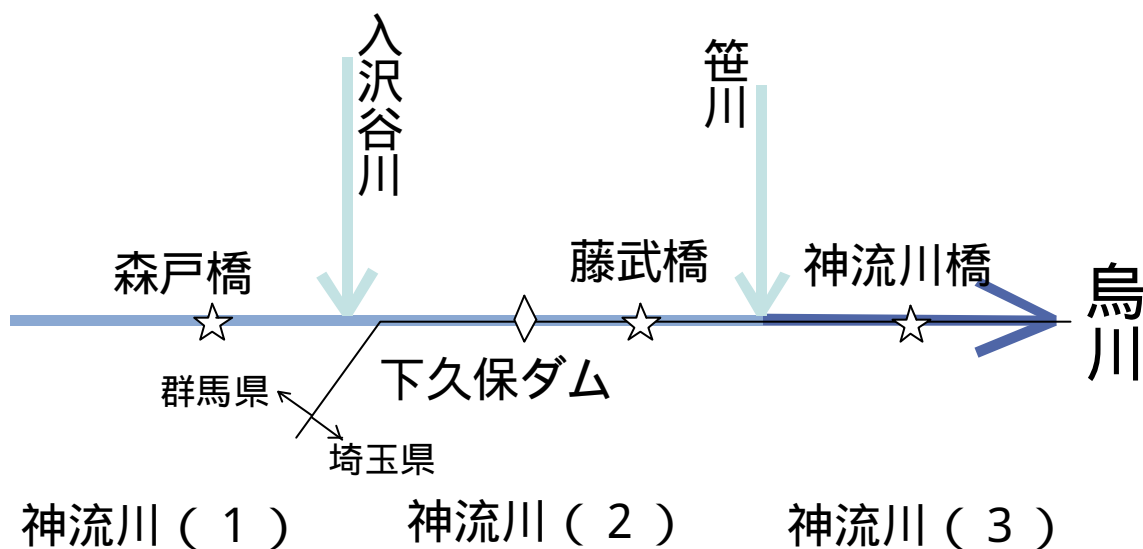 入沢谷川
笹川
森戸橋
藤武橋
神流川橋
烏川
下久保ダム
群馬県
埼玉県
神流川(1)
神流川(2)
神流川(3)